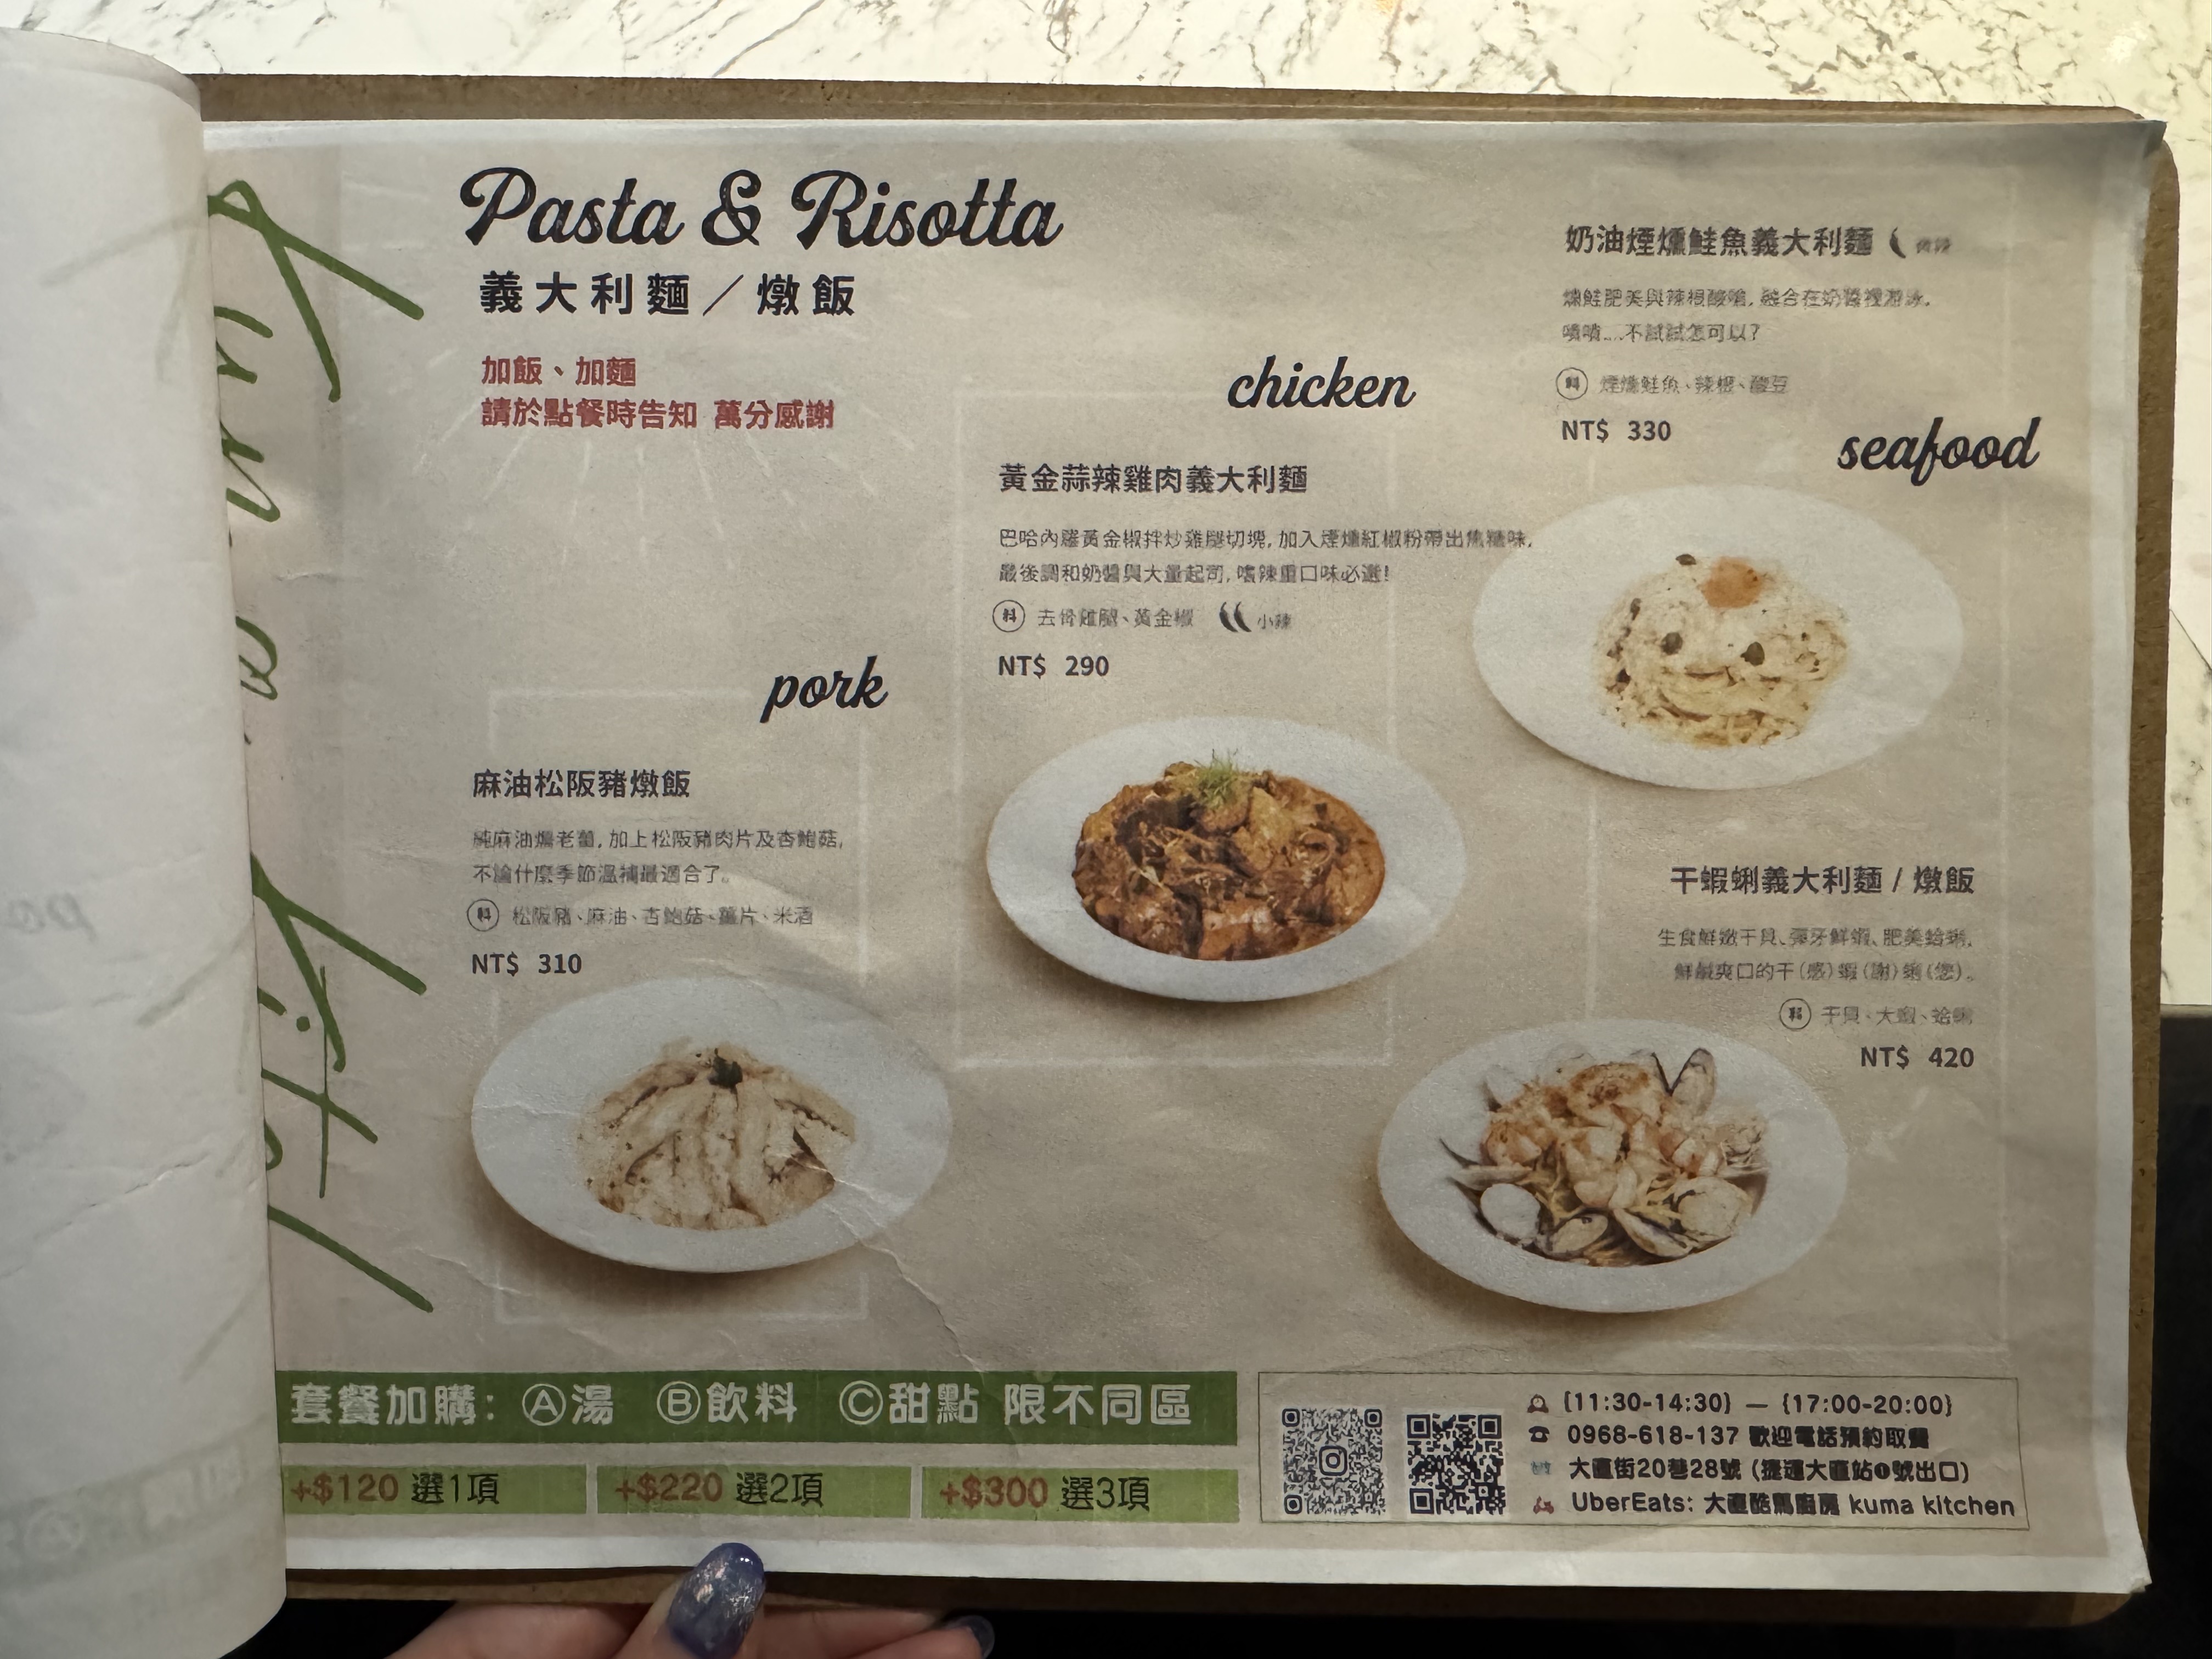 Pasta & Risotta
義大利麵／燉飯
加飯、加麵
請於點餐時告知 萬分感謝
pork
麻油松阪豬燉飯
純麻油煸老薑，加上松阪豬肉片及杏鮑菇，
不論什麼季節溫補最適合了。
料 松阪豬、麻油、杏鮑菇、薑片、米酒
NT$ 310
chicken
黃金蒜辣雞肉義大利麵
巴哈內羅黃金椒拌炒雞腿切塊，加入煙燻紅椒粉帶出焦糖味，
最後調和奶醬與大量起司，嗜辣重口味必選！
料 去骨雞腿、黃金椒 小辣
NT$ 290
奶油煙燻鮭魚義大利麵 微辣
燻鮭肥美與辣根酸嗆，融合在奶醬裡游泳，
嘖嘖...不試試怎可以？
料 煙燻鮭魚、辣根、酸豆
NT$ 330
seafood
干蝦蜊義大利麵 / 燉飯
生食鮮嫩干貝、彈牙鮮蝦、肥美蛤蜊，
鮮鹹爽口的干(感)蝦(謝)蜊(您)。
料 干貝、大蝦、蛤蜊
NT$ 420
套餐加購： Ⓐ湯 Ⓑ飲料 Ⓒ甜點 限不同區
+$120 選1項 +$220 選2項 +$300 選3項
{11:30-14:30} — {17:00-20:00}
0968-618-137 歡迎電話預約取餐
大直街20巷28號 (捷運大直站❶號出口)
UberEats: 大直酷馬廚房 kuma kitchen